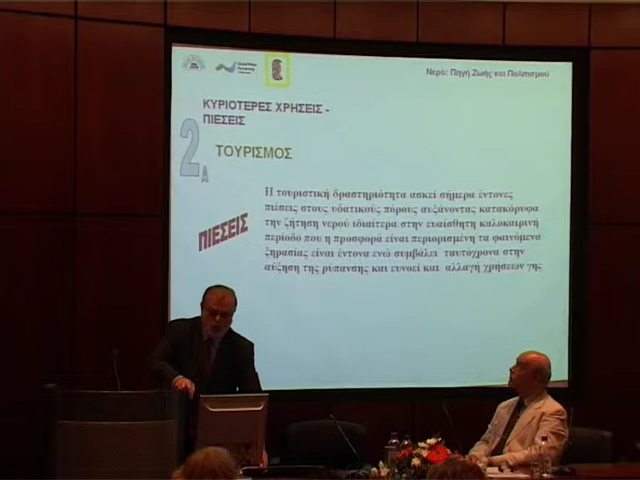 Νερό: Πηγή Ζωής και Πολιτισμού
ΚΥΡΙΟΤΕΡΕΣ ΧΡΗΣΕΙΣ -
ΠΙΕΣΕΙΣ
2
Α
ΤΟΥΡΙΣΜΟΣ
ΠΙΕΣΕΙΣ
Η τουριστική δραστηριότητα ασκεί σήμερα έντονες
πιέσεις στους υδατικούς πόρους αυξάνοντας κατακόρυφα
την ζήτηση νερού ιδιαίτερα στην ευαίσθητη καλοκαιρινή
περίοδο που η προσφορά είναι περιορισμένη τα φαινόμενα
ξηρασίας είναι έντονα ενώ συμβάλει ταυτόχρονα στην
αύξηση της ρύπανσης και ευνοεί και αλλαγή χρήσεων γης